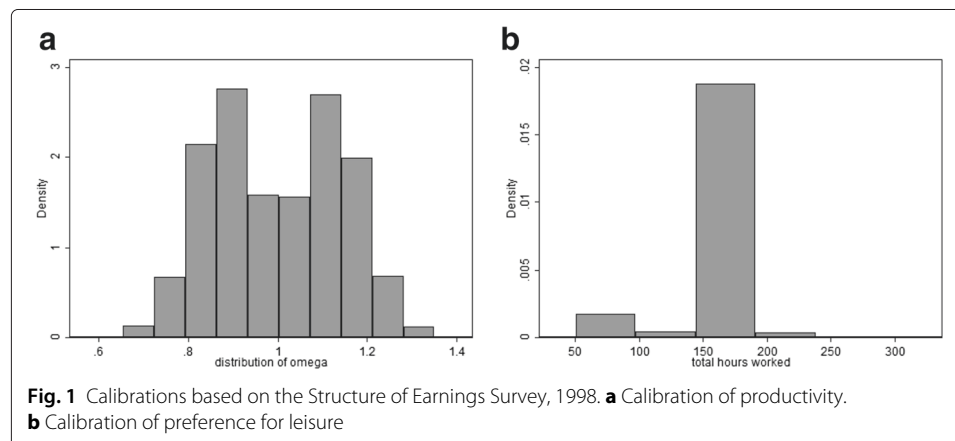 a
b
3
2
1
0
Density
.6 .8 1 1.2 1.4
distribution of omega
.02
.015
.01
.005
0
Density
50 100 150 200 250 300
total hours worked
Fig. 1 Calibrations based on the Structure of Earnings Survey, 1998. a Calibration of productivity.
b Calibration of preference for leisure